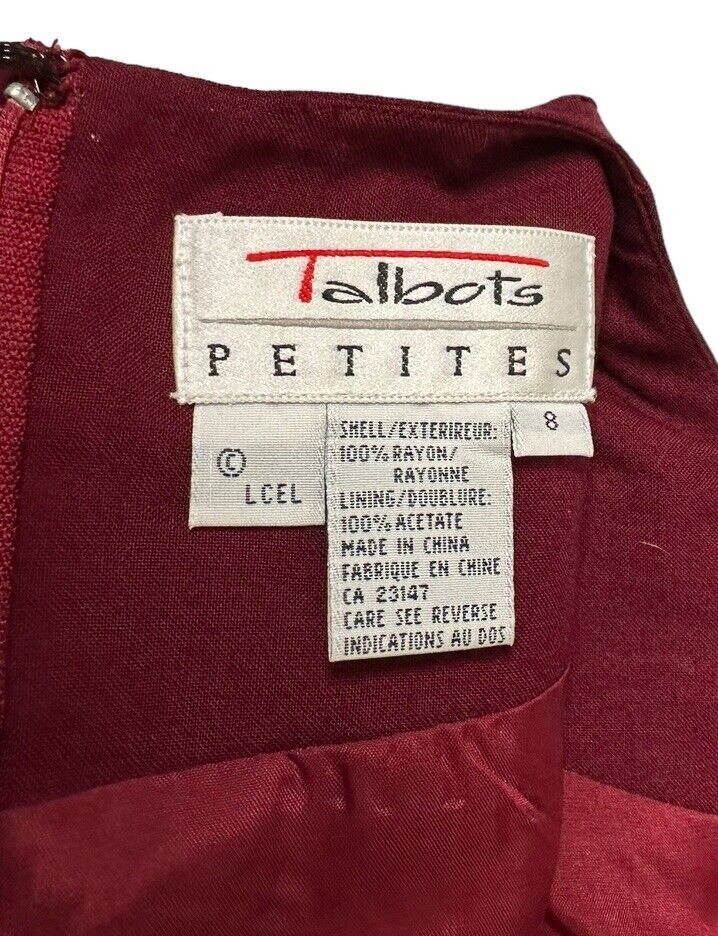 Talbots
PETITES
©
LCEL
SHELL/EXTERIREUR:
100% RAYON/
RAYONNE
LINING/DOUBLURE:
100% ACETATE
MADE IN CHINA
FABRIQUE EN CHINE
CA 23147
CARE SEE REVERSE
INDICATIONS AU DOS
8